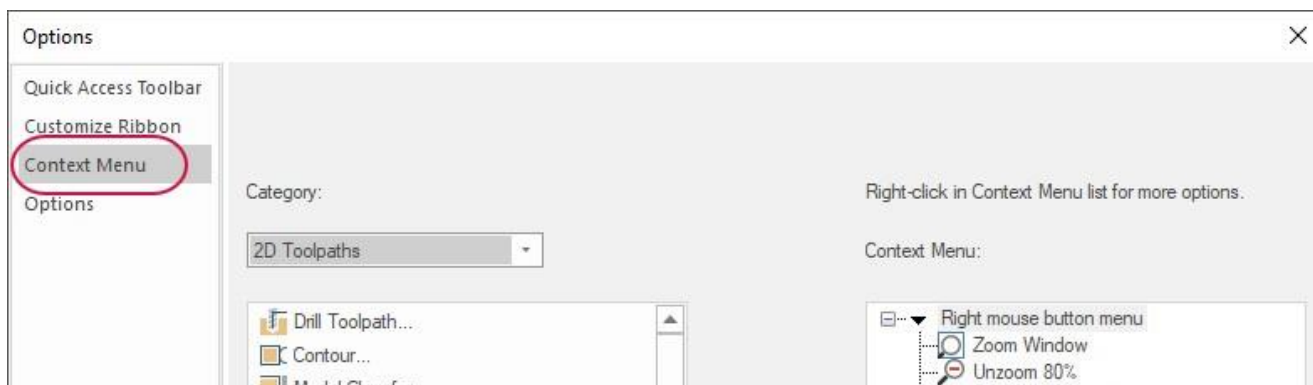 Options
Quick Access Toolbar
Customize Ribbon
Context Menu
Options
Category:
2D Toolpaths
Drill Toolpath...
Contour...
Right-click in Context Menu list for more options.
Context Menu:
Right mouse button menu
Zoom Window
Unzoom 80%